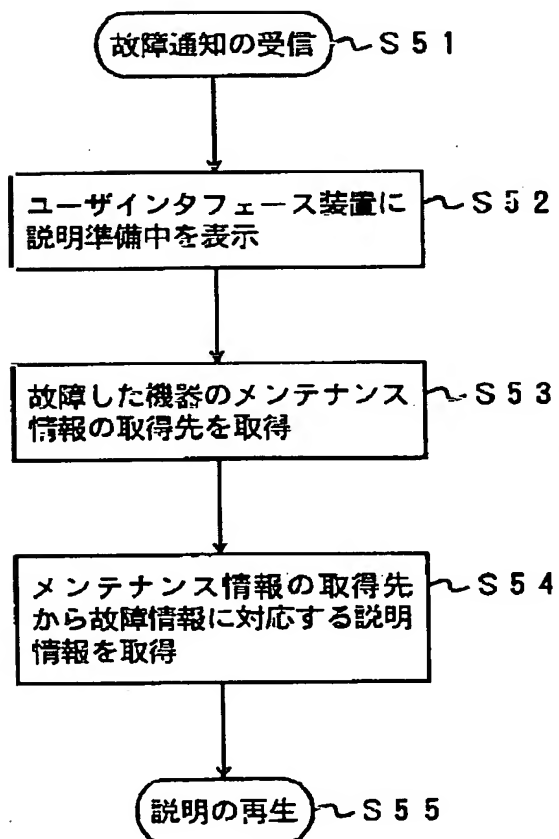 故障通知の受信 ～S51
ユーザインタフェース装置に ～S52
説明準備中を表示
故障した機器のメンテナンス ～S53
情報の取得先を取得
メンテナンス情報の取得先 ～S54
から故障情報に対応する説明
情報を取得
説明の再生 ～S55